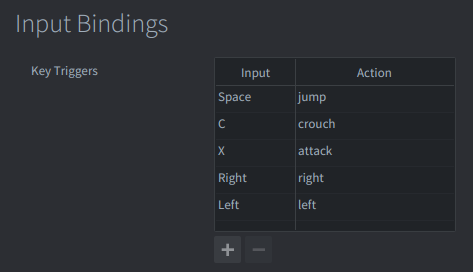 Input Bindings
Key Triggers
Input Action
Space jump
C crouch
X attack
Right right
Left left
+ −